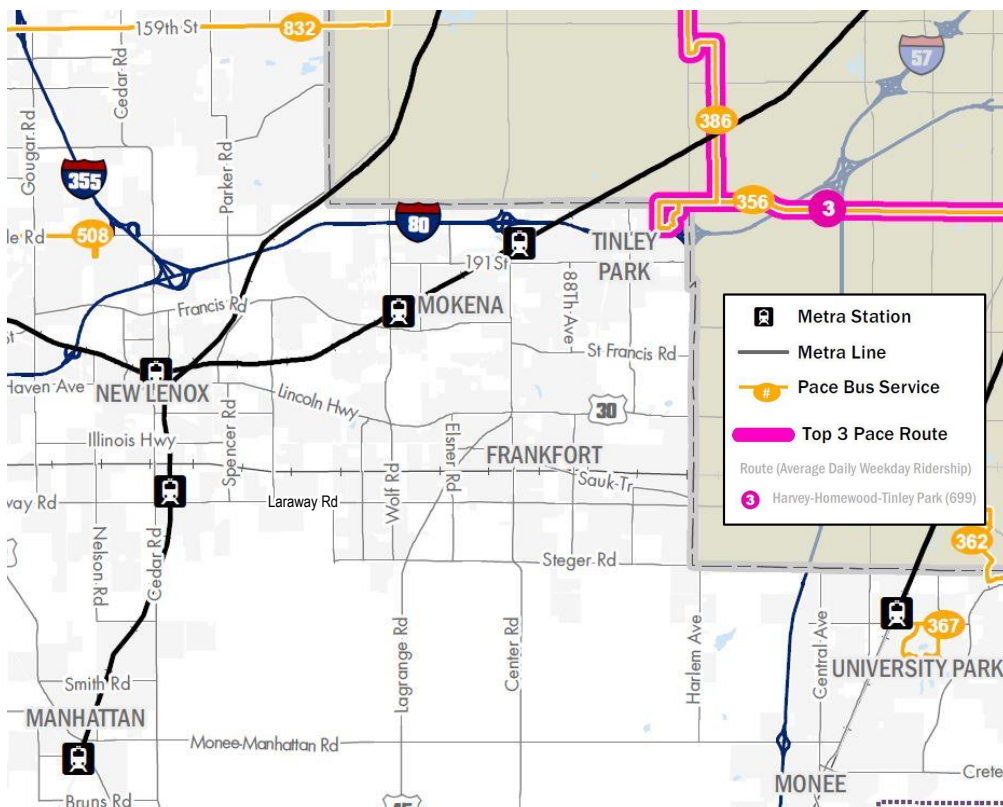 159th St
832
57
Cedar Rd
Gougar Rd
386
355
Parker Rd
356
3
80
508
le Rd
TINLEY
PARK
191 St
88Th Ave
Francis Rd
MOKENA
Metra Station
Metra Line
St Francis Rd
# Pace Bus Service
Haven Ave
NEW LENOX
Lincoln Hwy
30
Top 3 Pace Route
Illinois Hwy
Spencer Rd
Elsner Rd
FRANKFORT
Route (Average Daily Weekday Ridership)
Wolf Rd
Sauk-Tr
way Rd
Laraway Rd
3 Harvey-Homewood-Tinley Park (699)
Nelson Rd
Cedar Rd
Steger Rd
362
367
Lagrange Rd
Center Rd
Harlem Ave
Central Ave
UNIVERSITY PARK
Smith Rd
MANHATTAN
Monee-Manhattan Rd
MONEE
Crete
Bruns Rd